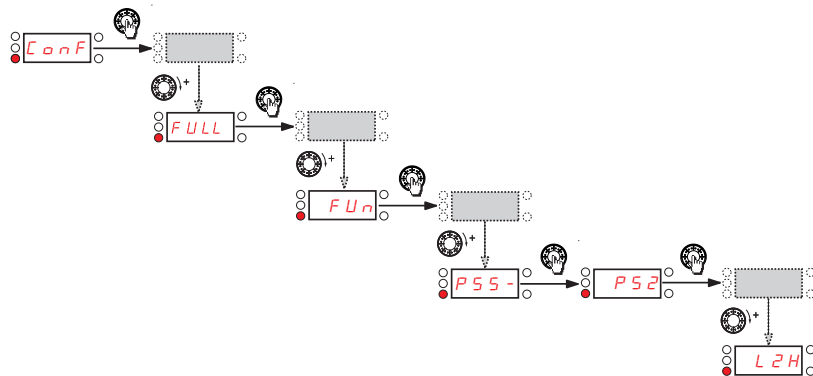 ConF
+
FULL
+
FUn
+
PSS-
PS2
+
L2H